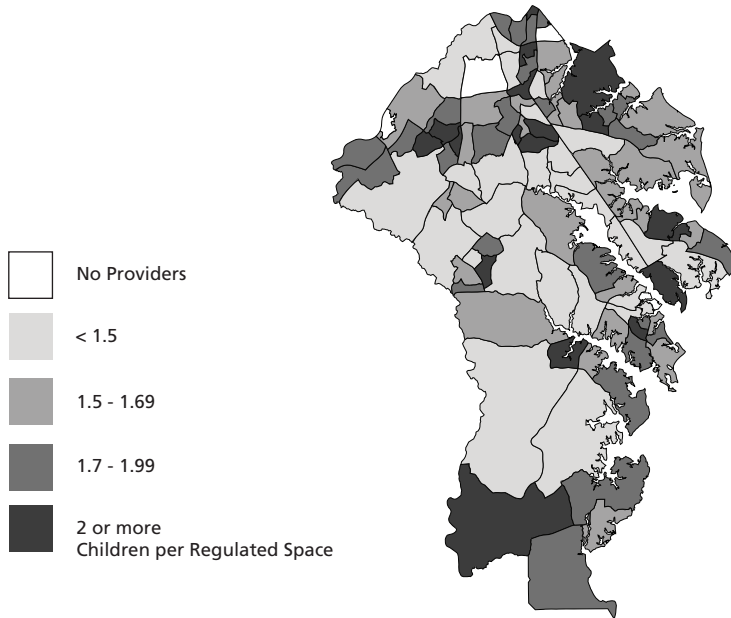 No Providers
< 1.5
1.5 - 1.69
1.7 - 1.99
2 or more
Children per Regulated Space